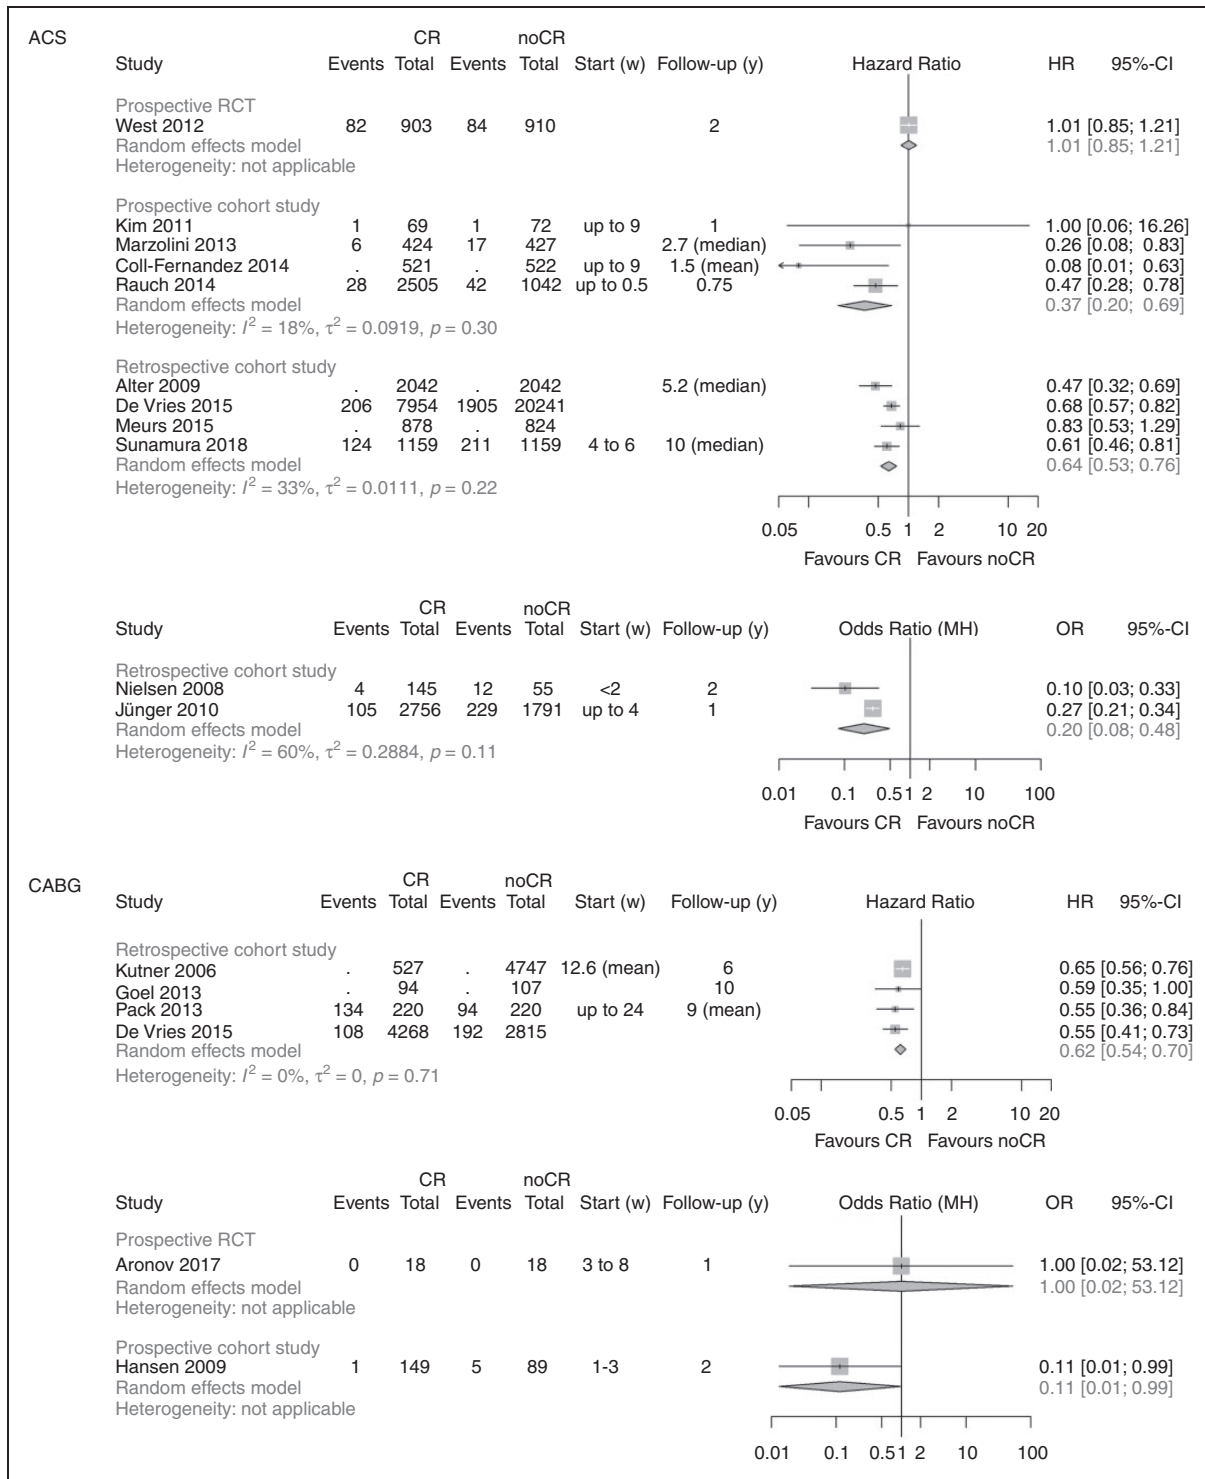 ACS
CR noCR
Study Events Total Events Total Start (w) Follow-up (y) Hazard Ratio HR 95%-CI
Prospective RCT
West 2012 82 903 84 910 2 1.01 [0.85; 1.21]
Random effects model 1.01 [0.85; 1.21]
Heterogeneity: not applicable
Prospective cohort study
Kim 2011 1 69 1 72 up to 9 1 1.00 [0.06; 16.26]
Marzolini 2013 6 424 17 427 2.7 (median) 0.26 [0.08; 0.83]
Coll-Fernandez 2014 . 521 . 522 up to 9 1.5 (mean) 0.08 [0.01; 0.63]
Rauch 2014 28 2505 42 1042 up to 0.5 0.75 0.47 [0.28; 0.78]
Random effects model 0.37 [0.20; 0.69]
Heterogeneity: I² = 18%, τ² = 0.0919, p = 0.30
Retrospective cohort study
Alter 2009 . 2042 . 2042 5.2 (median) 0.47 [0.32; 0.69]
De Vries 2015 206 7954 1905 20241 0.68 [0.57; 0.82]
Meurs 2015 . 878 . 824 0.83 [0.53; 1.29]
Sunamura 2018 124 1159 211 1159 4 to 6 10 (median) 0.61 [0.46; 0.81]
Random effects model 0.64 [0.53; 0.76]
Heterogeneity: I² = 33%, τ² = 0.0111, p = 0.22
0.05 0.5 1 2 10 20
Favours CR Favours noCR
CR noCR
Study Events Total Events Total Start (w) Follow-up (y) Odds Ratio (MH) OR 95%-CI
Retrospective cohort study
Nielsen 2008 4 145 12 55 <2 2 0.10 [0.03; 0.33]
Jünger 2010 105 2756 229 1791 up to 4 1 0.27 [0.21; 0.34]
Random effects model 0.20 [0.08; 0.48]
Heterogeneity: I² = 60%, τ² = 0.2884, p = 0.11
0.01 0.1 0.5 1 2 10 100
Favours CR Favours noCR
CABG
CR noCR
Study Events Total Events Total Start (w) Follow-up (y) Hazard Ratio HR 95%-CI
Retrospective cohort study
Kutner 2006 . 527 . 4747 12.6 (mean) 6 0.65 [0.56; 0.76]
Goel 2013 . 94 . 107 10 0.59 [0.35; 1.00]
Pack 2013 134 220 94 220 up to 24 9 (mean) 0.55 [0.36; 0.84]
De Vries 2015 108 4268 192 2815 0.55 [0.41; 0.73]
Random effects model 0.62 [0.54; 0.70]
Heterogeneity: I² = 0%, τ² = 0, p = 0.71
0.05 0.5 1 2 10 20
Favours CR Favours noCR
CR noCR
Study Events Total Events Total Start (w) Follow-up (y) Odds Ratio (MH) OR 95%-CI
Prospective RCT
Aronov 2017 0 18 0 18 3 to 8 1 1.00 [0.02; 53.12]
Random effects model 1.00 [0.02; 53.12]
Heterogeneity: not applicable
Prospective cohort study
Hansen 2009 1 149 5 89 1-3 2 0.11 [0.01; 0.99]
Random effects model 0.11 [0.01; 0.99]
Heterogeneity: not applicable
0.01 0.1 0.5 1 2 10 100